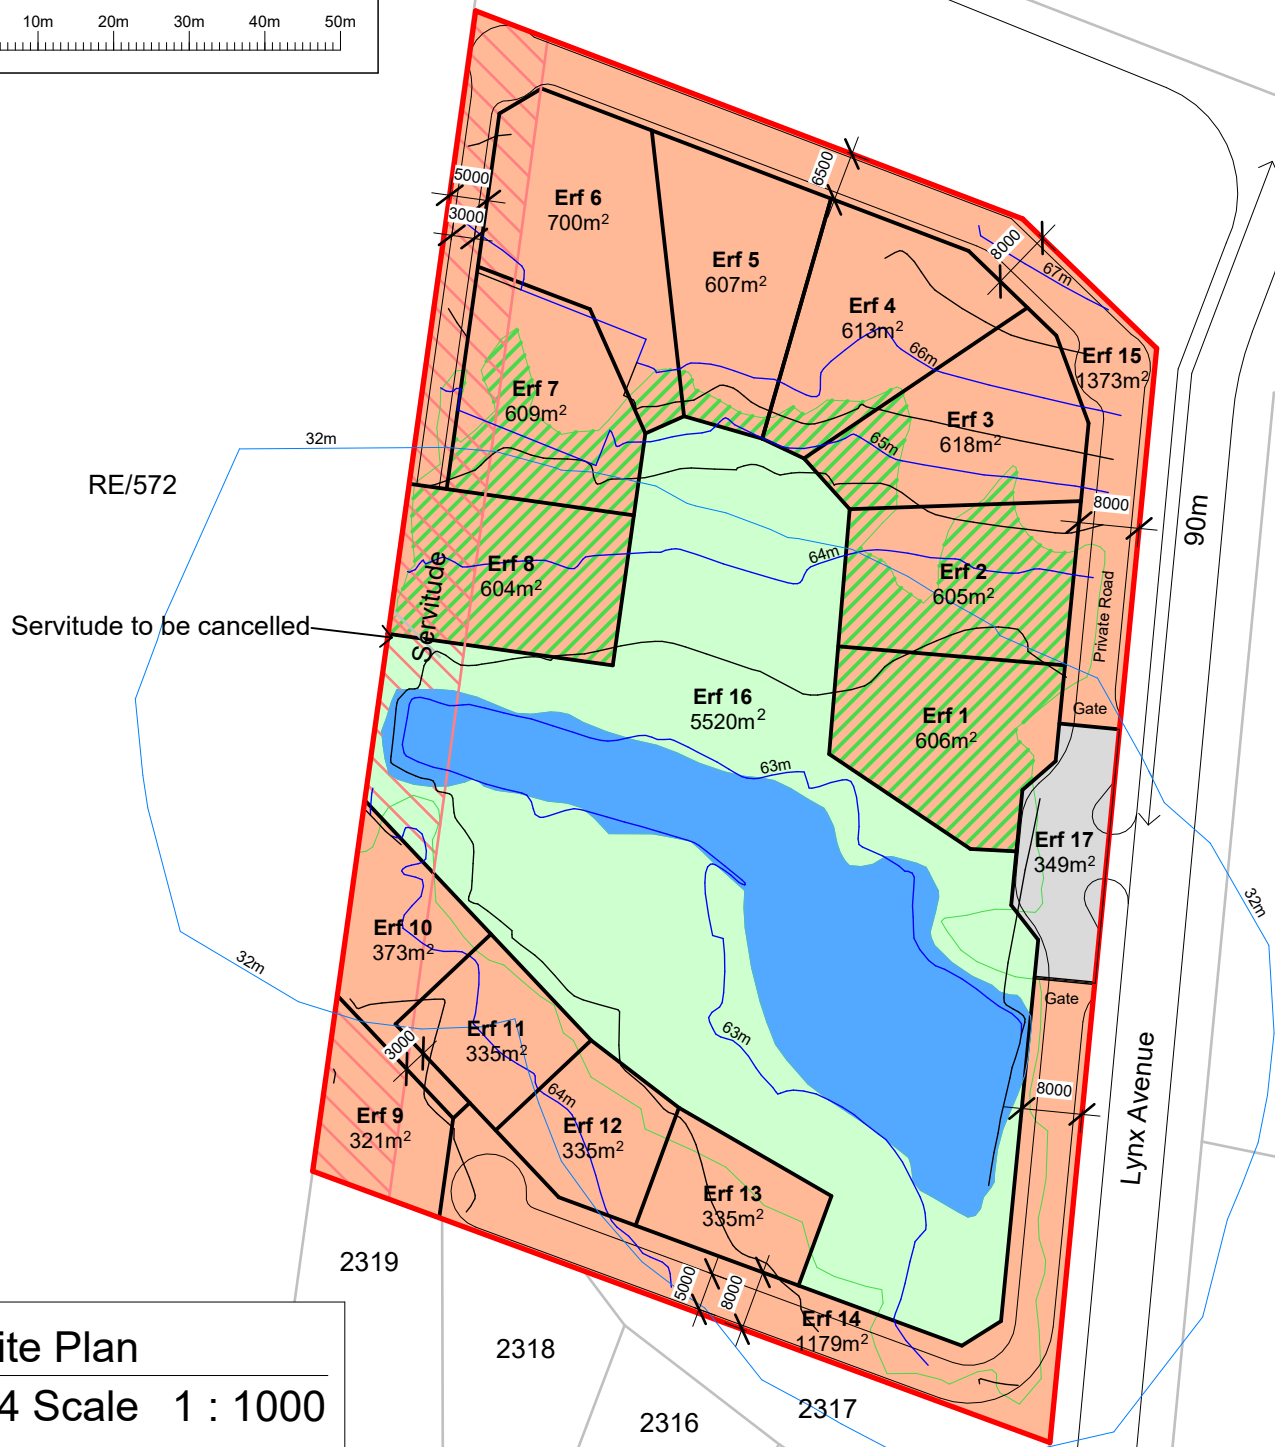 10m 20m 30m 40m 50m
6500
5000
3000
Erf 6
700m²
Erf 5
607m²
8000
67m
Erf 4
613m²
66m
Erf 15
1373m²
Erf 7
609m²
Erf 3
618m²
65m
32m
RE/572
8000
90m
64m
Erf 8
604m²
Erf 2
605m²
Servitude
Private Road
Servitude to be cancelled
Erf 16
5520m²
Erf 1
606m²
Gate
63m
Erf 17
349m²
32m
Erf 10
373m²
32m
Gate
Erf 11
335m²
63m
3000
Lynx Avenue
8000
64m
Erf 9
321m²
Erf 12
335m²
Erf 13
335m²
2319
5000
8000
Erf 14
1179m²
ite Plan
2318
4 Scale 1 : 1000
2316
2317